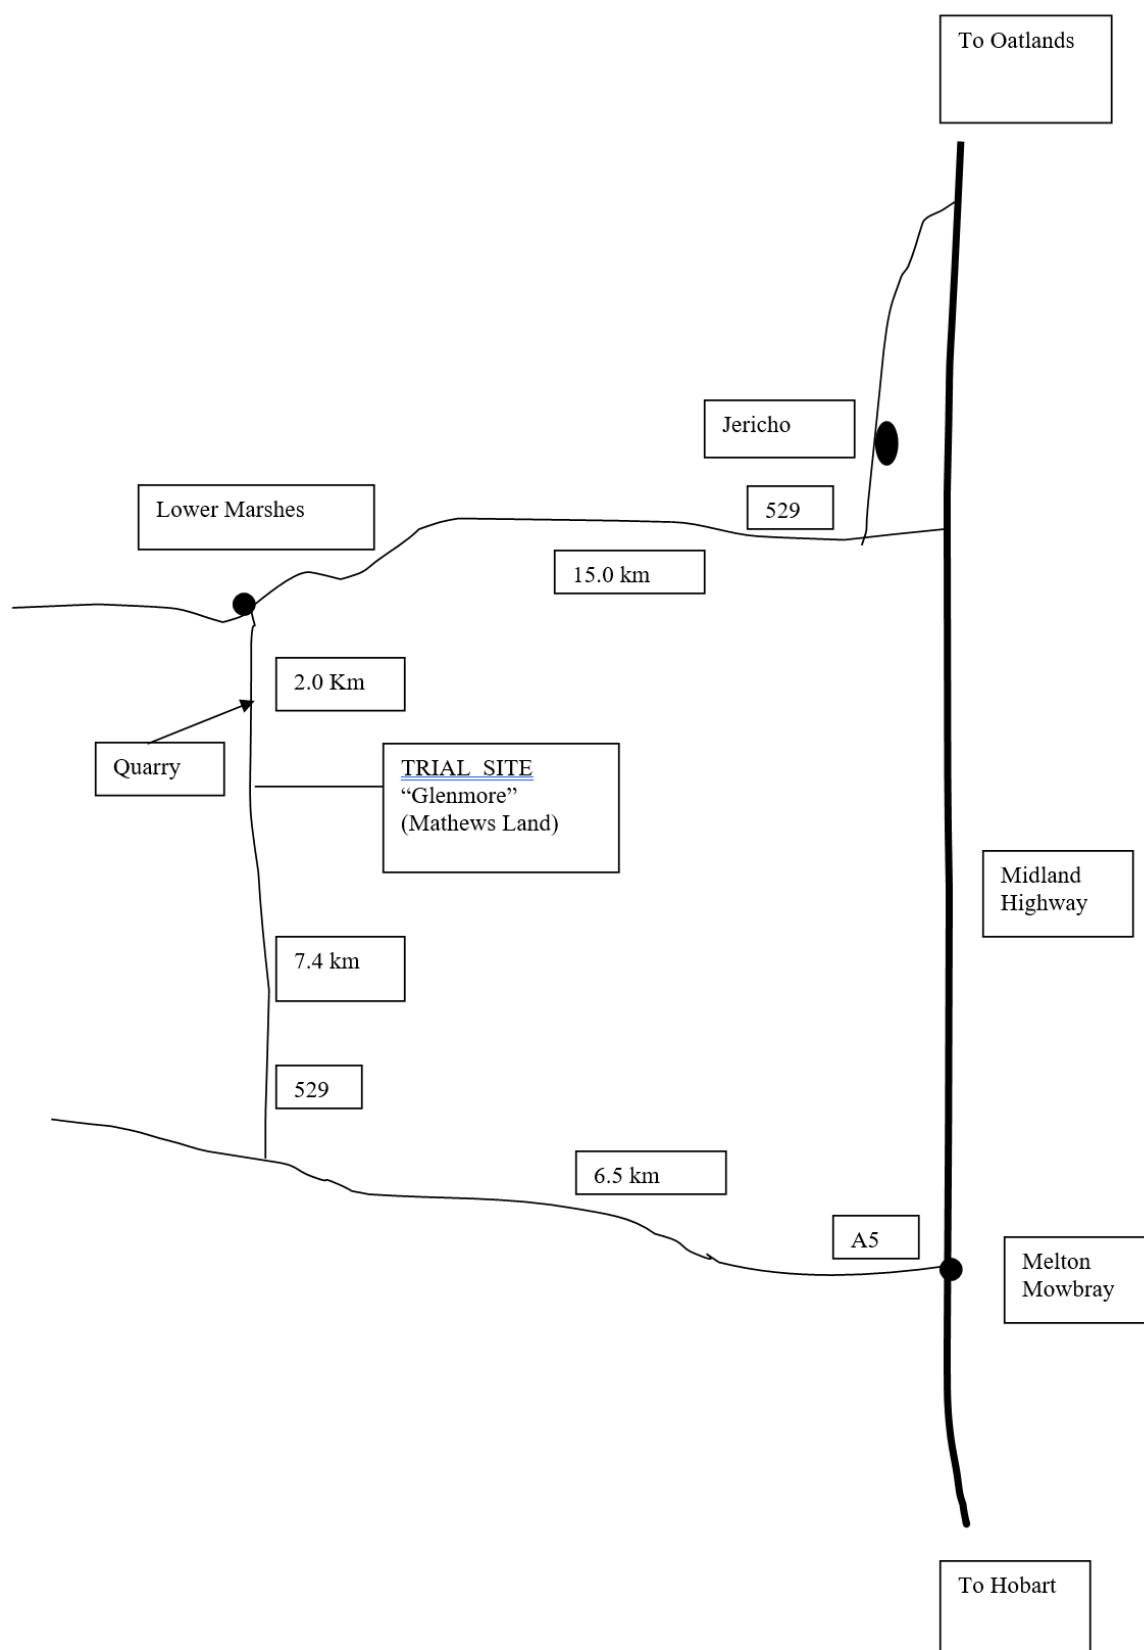 To Oatlands
Jericho
529
Lower Marshes
15.0 km
2.0 Km
Quarry
TRIAL SITE
“Glenmore”
(Mathews Land)
Midland
Highway
7.4 km
529
6.5 km
A5
Melton
Mowbray
To Hobart